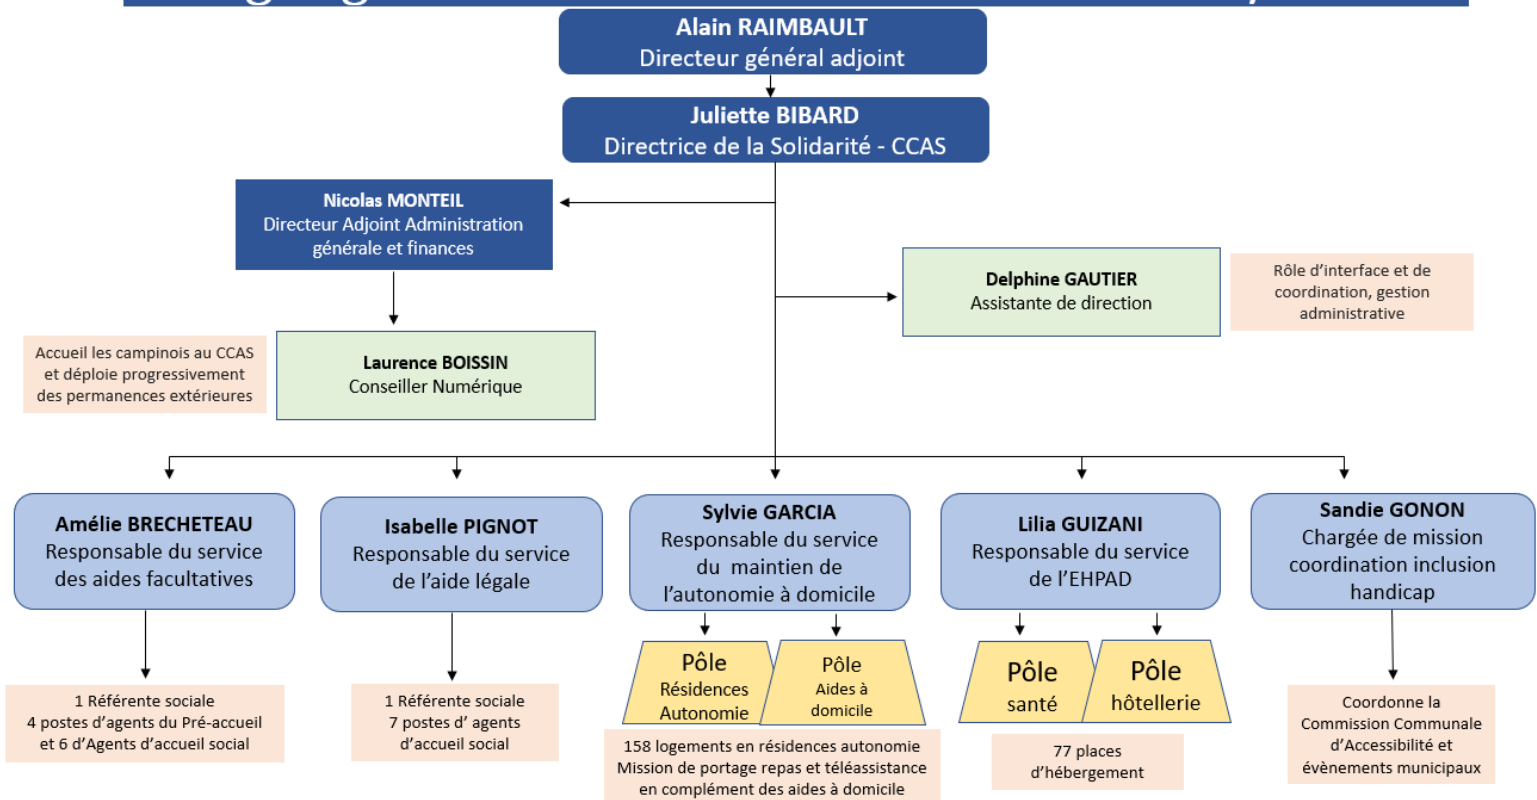 Alain RAIMBAULT
Directeur général adjoint
Juliette BIBARD
Directrice de la Solidarité - CCAS
Nicolas MONTEIL
Directeur Adjoint Administration
générale et finances
Delphine GAUTIER
Assistante de direction
Rôle d'interface et de
coordination, gestion
administrative
Accueil les campinois au CCAS
et déploie progressivement
des permanences extérieures
Laurence BOISSIN
Conseiller Numérique
Amélie BRECHETEAU
Responsable du service
des aides facultatives
Isabelle PIGNOT
Responsable du service
de l'aide légale
Sylvie GARCIA
Responsable du service
du maintien de
l'autonomie à domicile
Lilia GUIZANI
Responsable du service
de l'EHPAD
Sandie GONON
Chargée de mission
coordination inclusion
handicap
1 Référente sociale
4 postes d'agents du Pré-accueil
et 6 d'Agents d'accueil social
1 Référente sociale
7 postes d' agents
d'accueil social
Pôle
Résidences
Autonomie
Pôle
Aides à
domicile
158 logements en résidences autonomie
Mission de portage repas et téléassistance
en complément des aides à domicile
Pôle
santé
Pôle
hôtellerie
77 places
d'hébergement
Coordonne la
Commission Communale
d'Accessibilité et
évènements municipaux